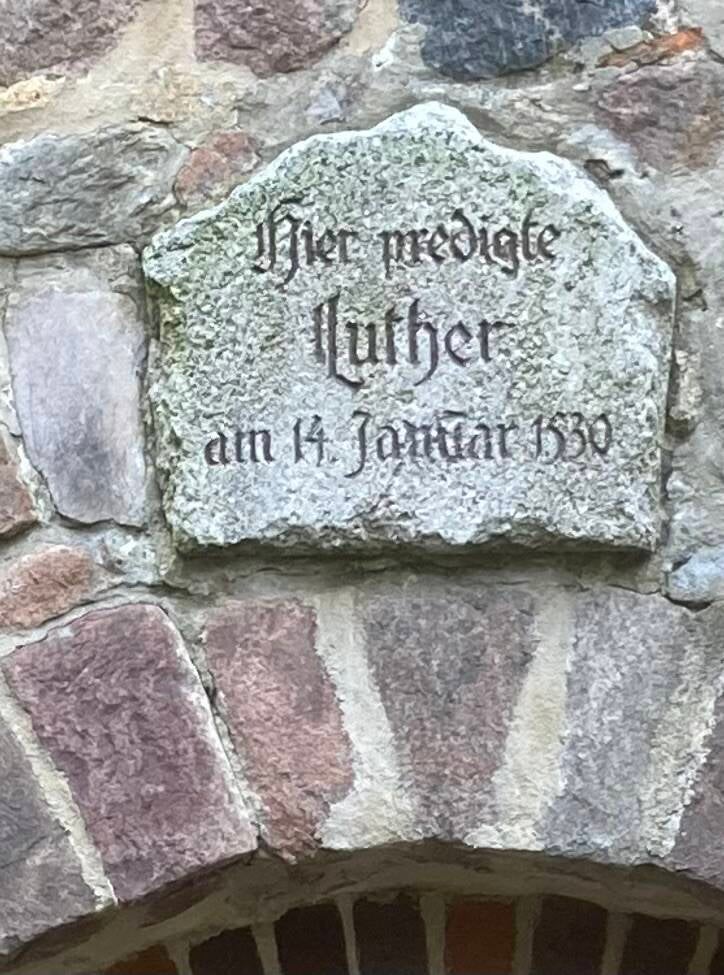 Hier predigte
Luther
am 14. Januar 1530